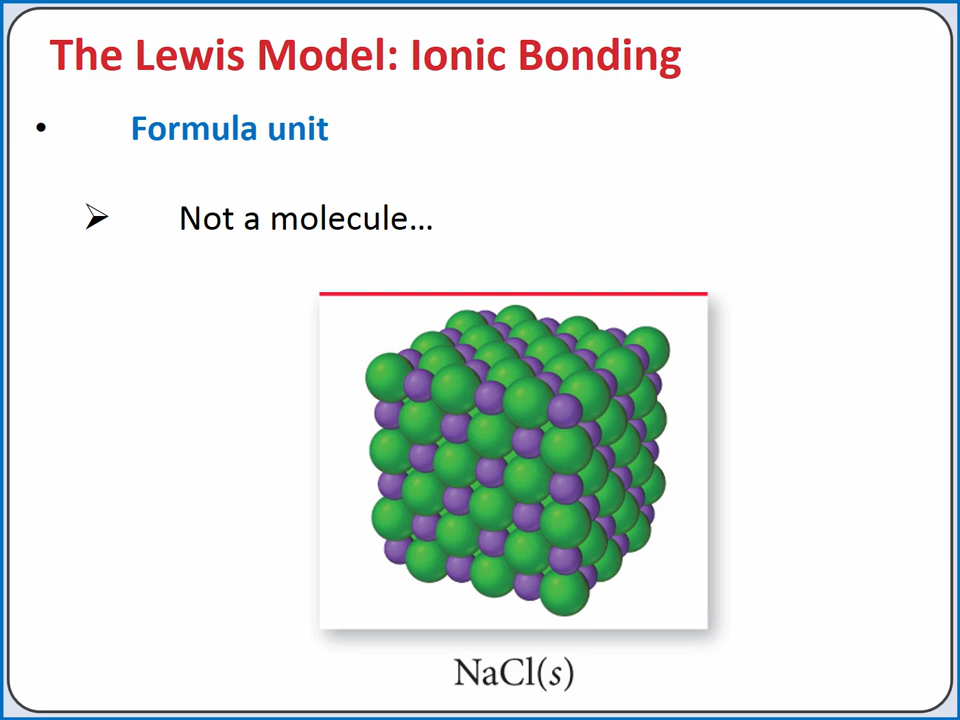 The Lewis Model: Ionic Bonding
• Formula unit
➢ Not a molecule…
NaCl(s)